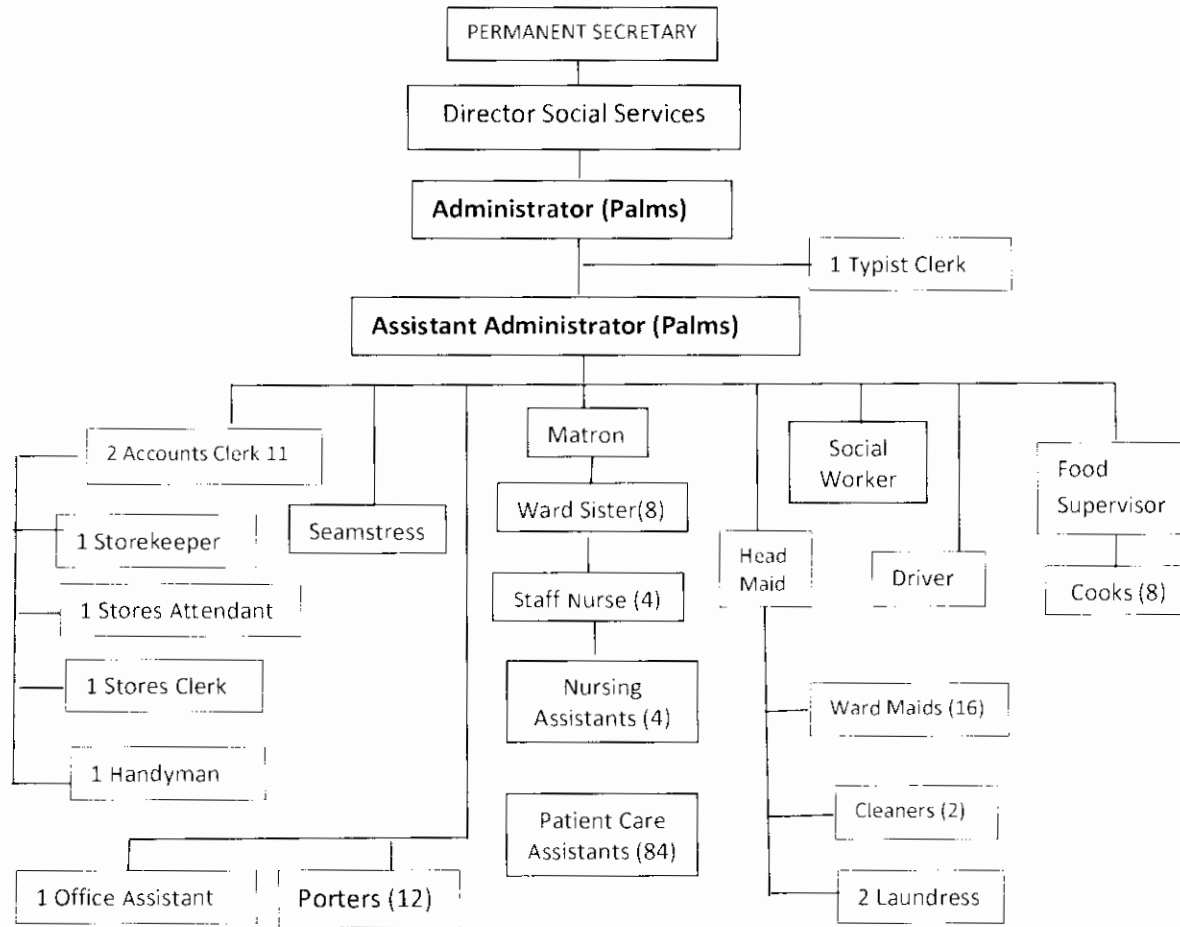 PERMANENT SECRETARY
Director Social Services
Administrator (Palms)
1 Typist Clerk
Assistant Administrator (Palms)
2 Accounts Clerk 11
1 Storekeeper
1 Stores Attendant
1 Stores Clerk
1 Handyman
Seamstress
1 Office Assistant
Porters (12)
Matron
Ward Sister(8)
Staff Nurse (4)
Nursing
Assistants (4)
Patient Care
Assistants (84)
Head
Maid
Ward Maids (16)
Cleaners (2)
2 Laundress
Social
Worker
Driver
Food
Supervisor
Cooks (8)